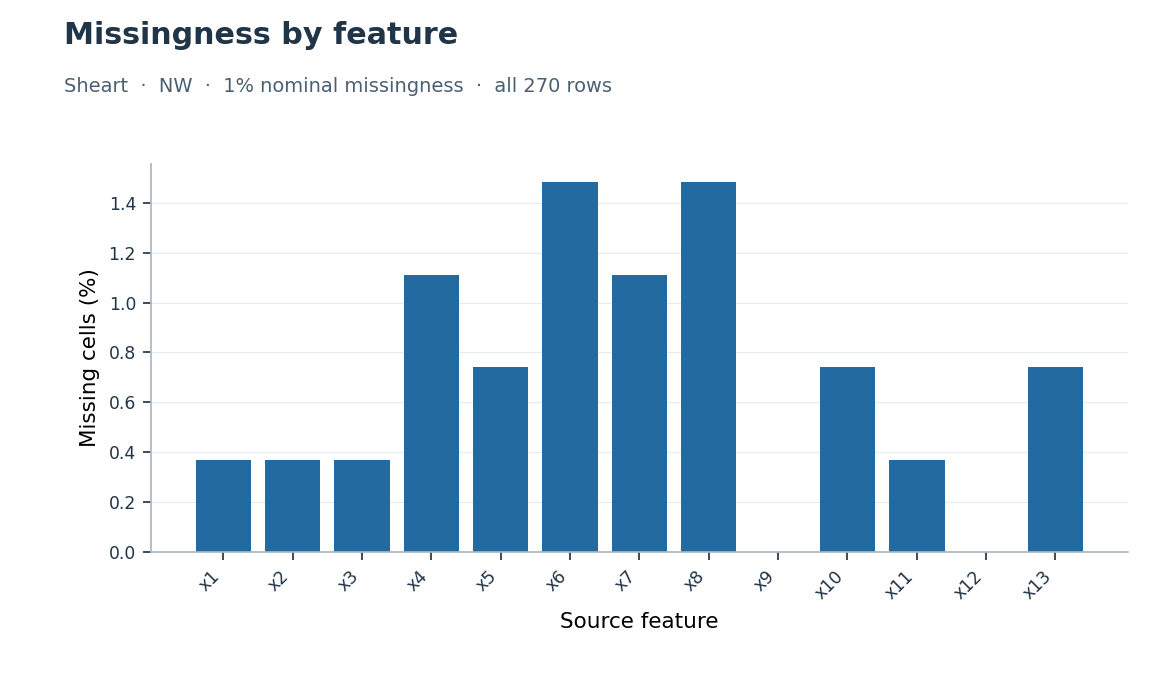 Missingness by feature
Sheart · NW · 1% nominal missingness · all 270 rows
Missing cells (%)
1.4
1.2
1.0
0.8
0.6
0.4
0.2
0.0
x1 x2 x3 x4 x5 x6 x7 x8 x9 x10 x11 x12 x13
Source feature